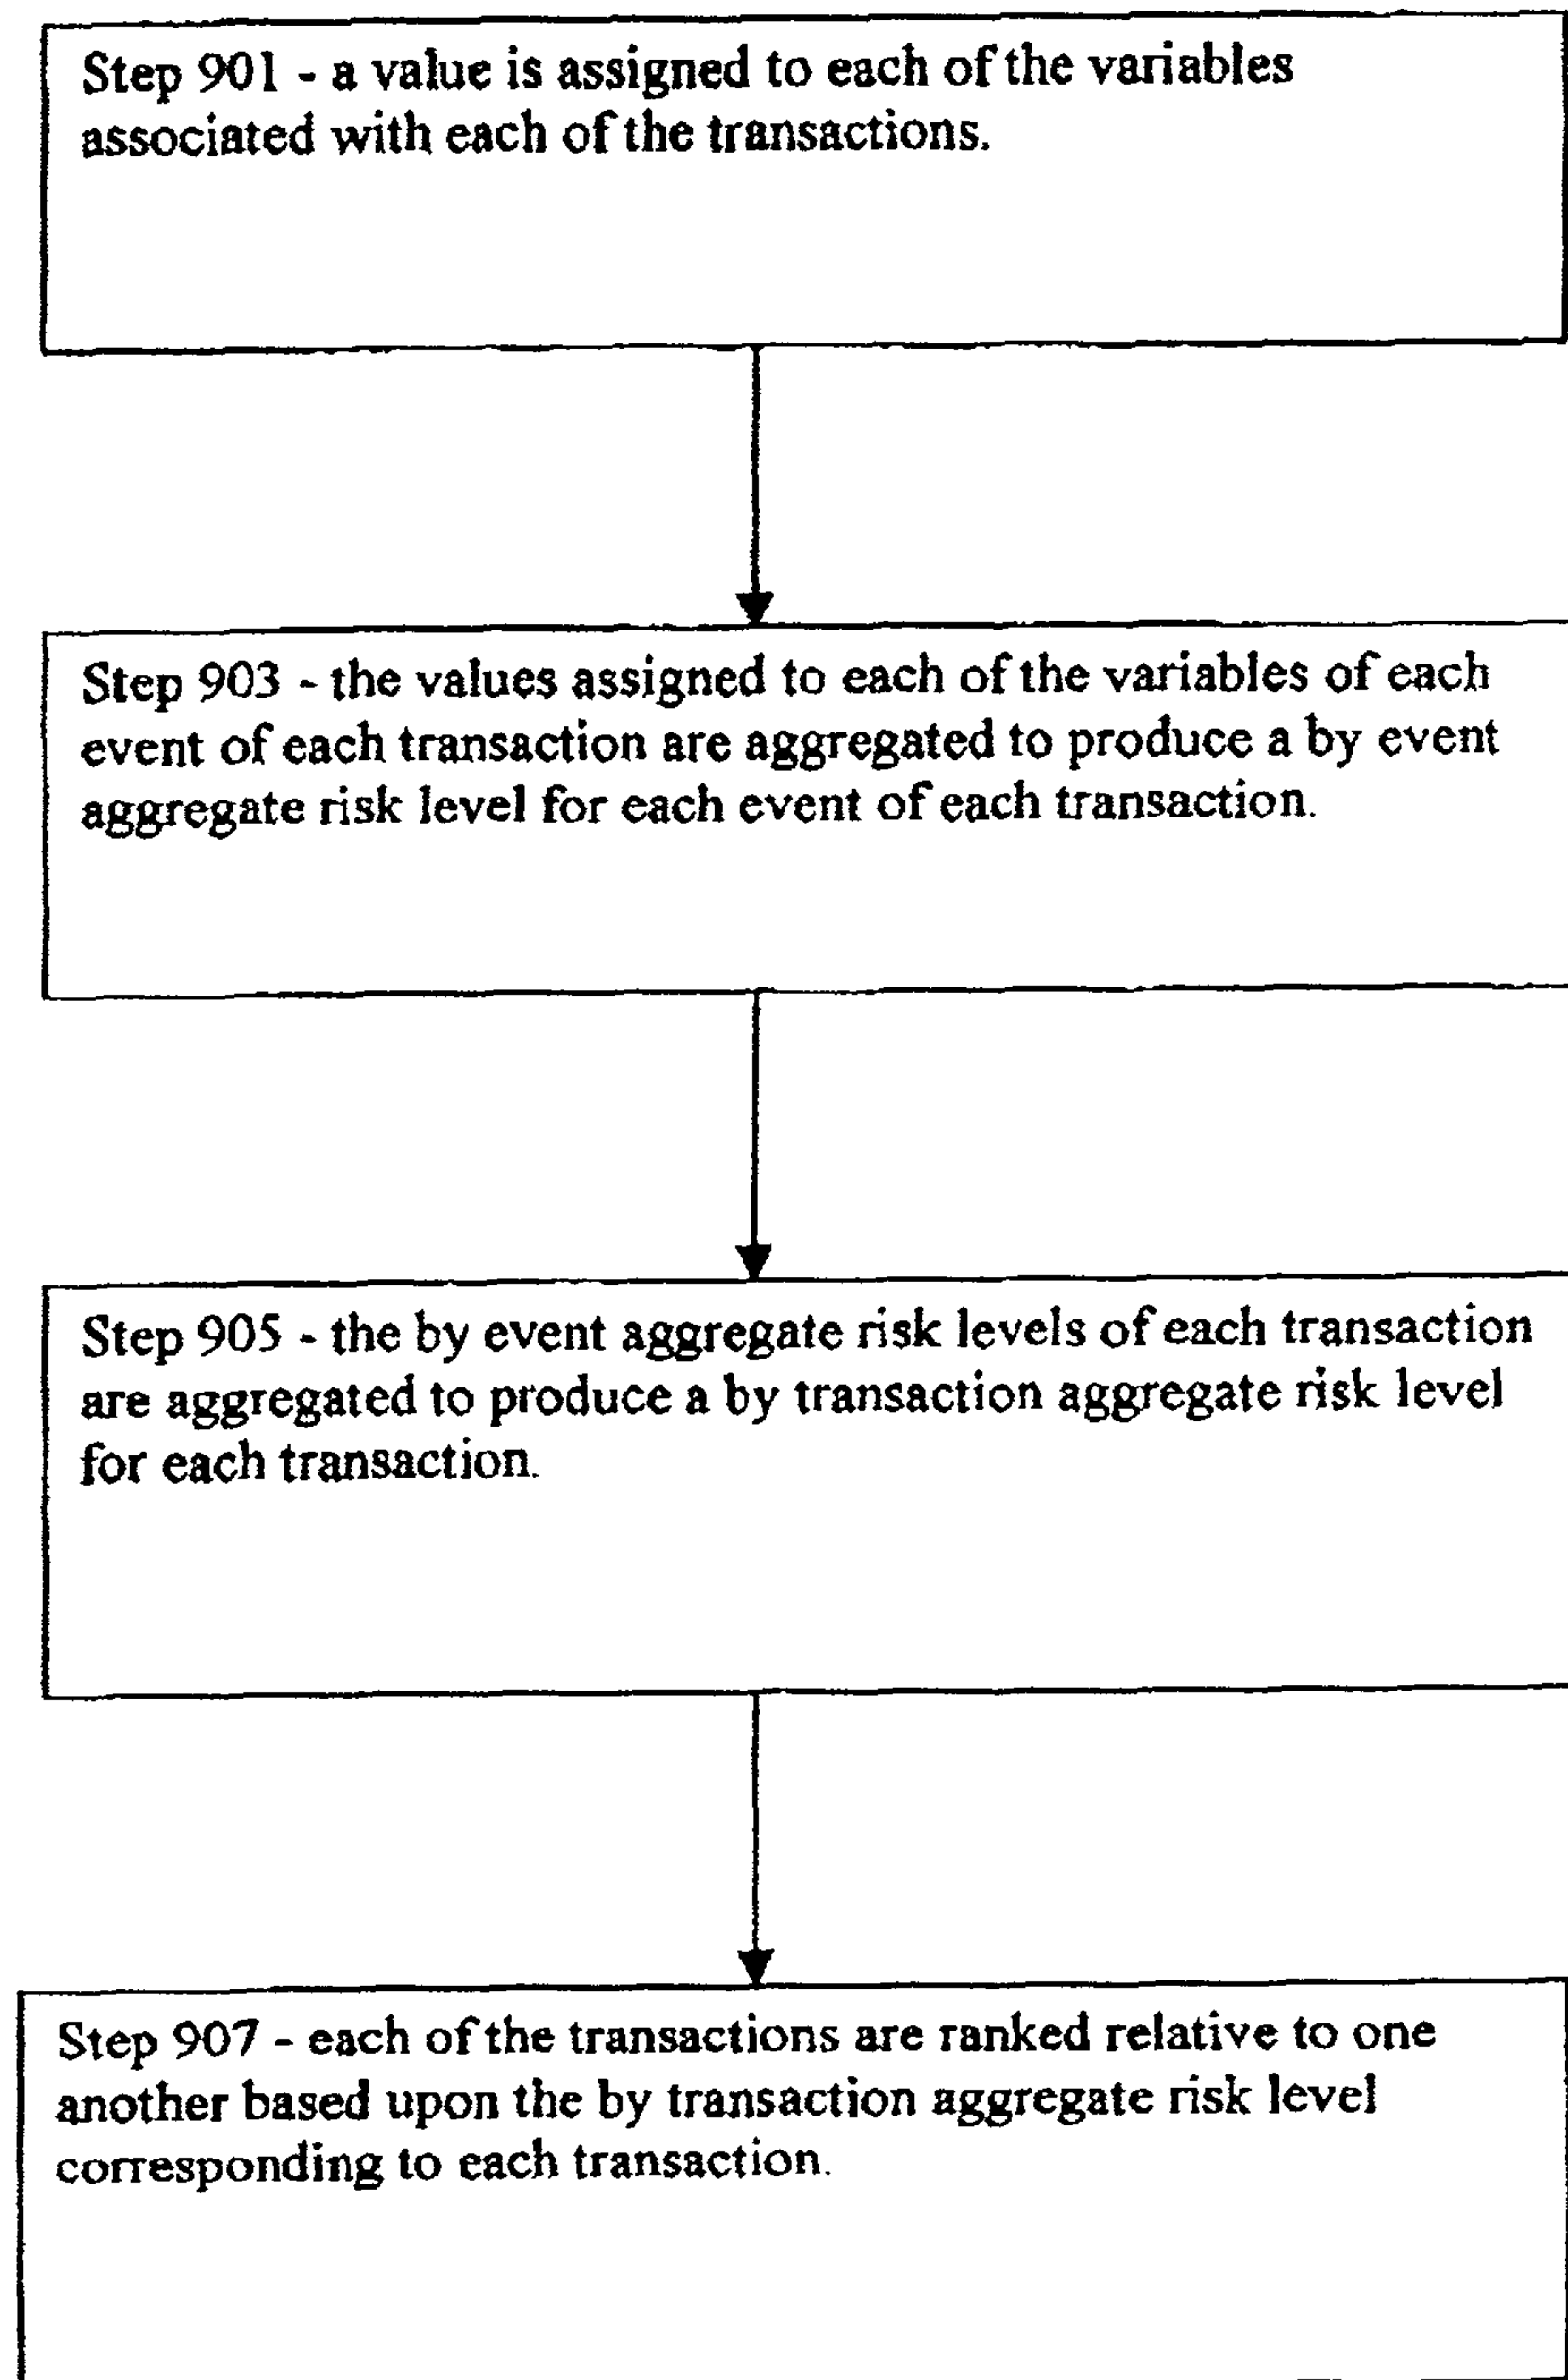 Step 901 - a value is assigned to each of the variables
associated with each of the transactions.
Step 903 - the values assigned to each of the variables of each
event of each transaction are aggregated to produce a by event
aggregate risk level for each event of each transaction.
Step 905 - the by event aggregate risk levels of each transaction
are aggregated to produce a by transaction aggregate risk level
for each transaction.
Step 907 - each of the transactions are ranked relative to one
another based upon the by transaction aggregate risk level
corresponding to each transaction.